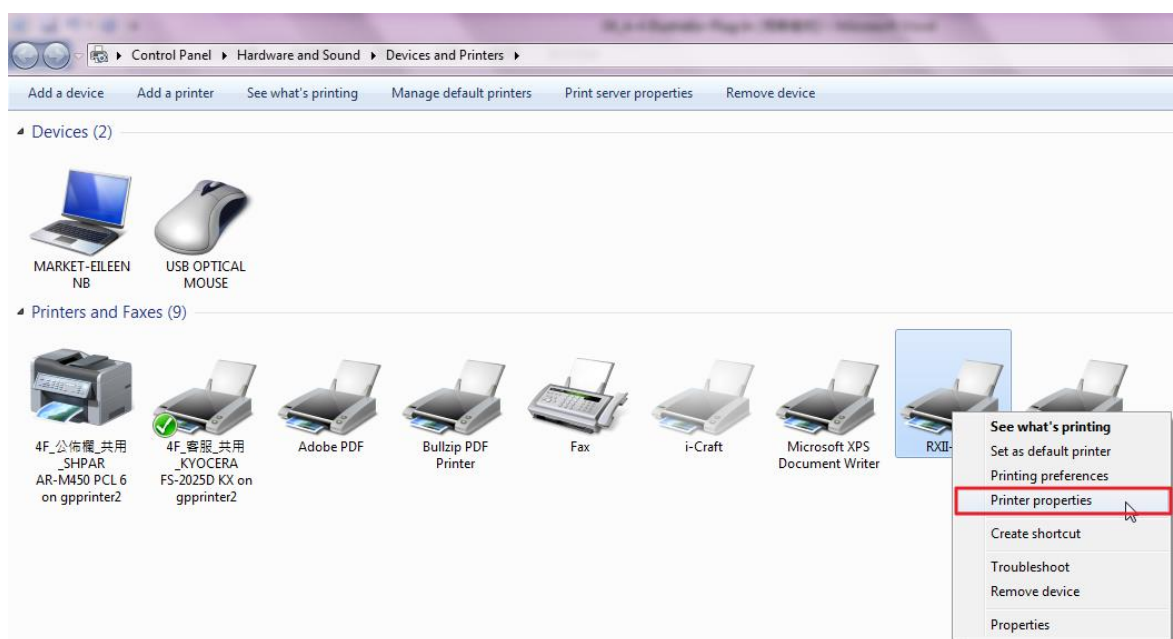 Control Panel ▸ Hardware and Sound ▸ Devices and Printers ▸
Add a device Add a printer See what's printing Manage default printers Print server properties Remove device
Devices (2)
MARKET-EILEEN
NB
USB OPTICAL
MOUSE
Printers and Faxes (9)
4F_公佈欄_共用
_SHPAR
AR-M450 PCL 6
on gpprinter2
4F_客服_共用
_KYOCERA
FS-2025D KX on
gpprinter2
Adobe PDF
Bullzip PDF
Printer
Fax
i-Craft
Microsoft XPS
Document Writer
RXII-
See what's printing
Set as default printer
Printing preferences
Printer properties
Create shortcut
Troubleshoot
Remove device
Properties